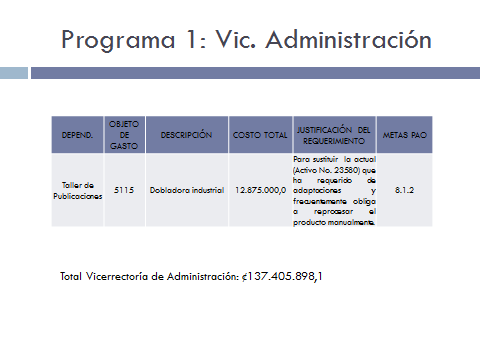 Programa 1: Vic. Administración
DEPEND.
OBJETO
DE
GASTO
DESCRIPCIÓN
COSTO TOTAL
JUSTIFICACIÓN DEL
REQUERIMIENTO
METAS PAO
Taller de
Publicaciones
5115
Dobladora industrial
12.875.000,0
Para sustituir la actual
(Activo No. 23580) que
ha requerido de
adaptaciones y
frecuentemente obliga
a reprocesar el
producto manualmente.
8.1.2
Total Vicerrectoría de Administración: ¢137.405.898,1